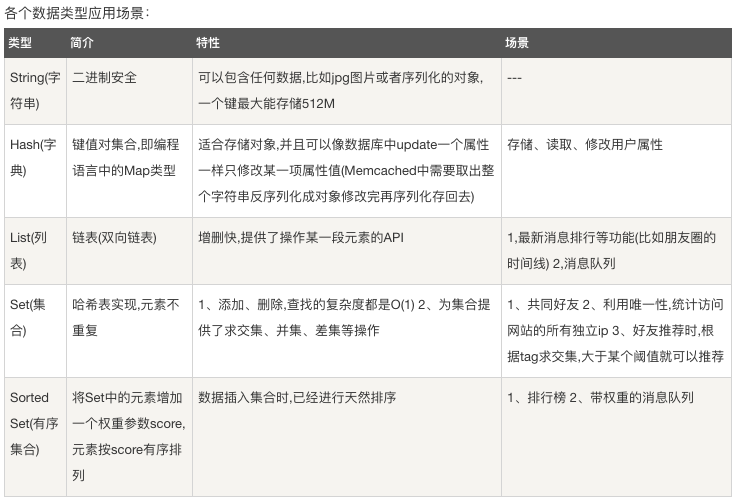 各个数据类型应用场景：
类型 简介 特性 场景
String(字
符串)
二进制安全
可以包含任何数据,比如jpg图片或者序列化的对象,
一个键最大能存储512M
---
Hash(字
典)
键值对集合,即编程
语言中的Map类型
适合存储对象,并且可以像数据库中update一个属性
一样只修改某一项属性值(Memcached中需要取出整
个字符串反序列化成对象修改完再序列化存回去)
存储、读取、修改用户属性
List(列
表)
链表(双向链表)
增删快,提供了操作某一段元素的API
1,最新消息排行等功能(比如朋友圈的
时间线) 2,消息队列
Set(集
合)
哈希表实现,元素不
重复
1、添加、删除,查找的复杂度都是O(1) 2、为集合提
供了求交集、并集、差集等操作
1、共同好友 2、利用唯一性,统计访问
网站的所有独立ip 3、好友推荐时,根
据tag求交集,大于某个阈值就可以推荐
Sorted
Set(有序
集合)
将Set中的元素增加
一个权重参数score,
元素按score有序排
列
数据插入集合时,已经进行天然排序
1、排行榜 2、带权重的消息队列